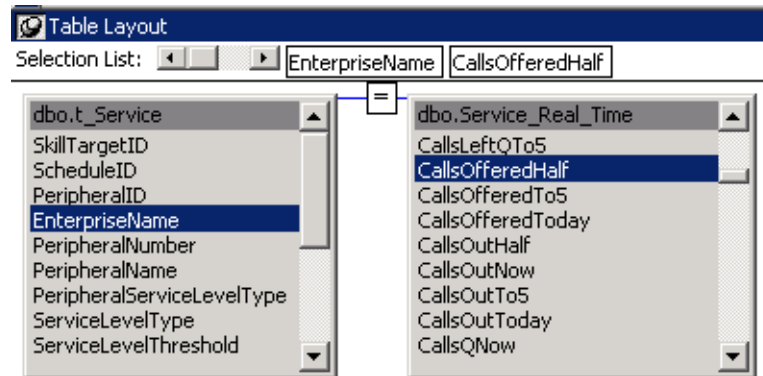 Table Layout
Selection List: EnterpriseName CallsOfferedHalf
=
dbo.t_Service
SkillTargetID
ScheduleID
PeripheralID
EnterpriseName
PeripheralNumber
PeripheralName
PeripheralServiceLevelType
ServiceLevelType
ServiceLevelThreshold
dbo.Service_Real_Time
CallsLeftQTo5
CallsOfferedHalf
CallsOfferedTo5
CallsOfferedToday
CallsOutHalf
CallsOutNow
CallsOutTo5
CallsOutToday
CallsQNow